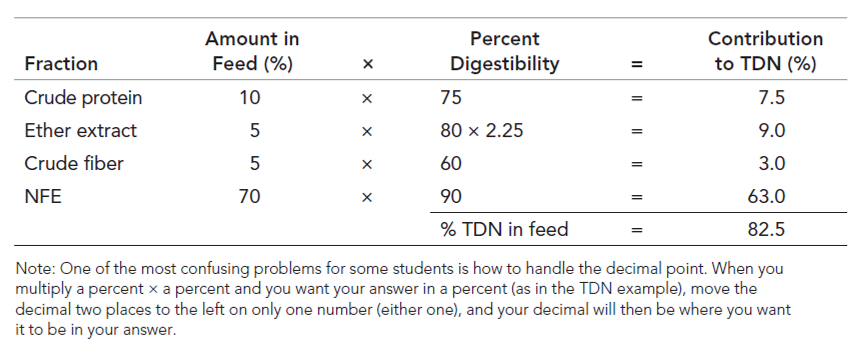 Fraction Amount in Feed (%) × Percent Digestibility = Contribution to TDN (%)
Crude protein 10 × 75 = 7.5
Ether extract 5 × 80 × 2.25 = 9.0
Crude fiber 5 × 60 = 3.0
NFE 70 × 90 = 63.0
% TDN in feed = 82.5
Note: One of the most confusing problems for some students is how to handle the decimal point. When you
multiply a percent × a percent and you want your answer in a percent (as in the TDN example), move the
decimal two places to the left on only one number (either one), and your decimal will then be where you want
it to be in your answer.